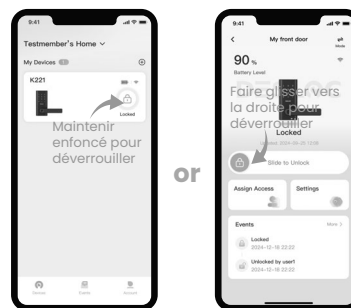 9:41
Testmember's Home
My Devices
K221
Locked
Maintenir
enfoncé pour
déverrouiller
or
9:41
My front door
Mode
90 %
Battery Level
Faire glisser vers
la droite pour
déverrouiller
Locked
Slide to Unlock
Assign Access
Settings
Events
More >
Locked
2024-12-16 22:22
Unlocked by user1
2024-12-16 22:22